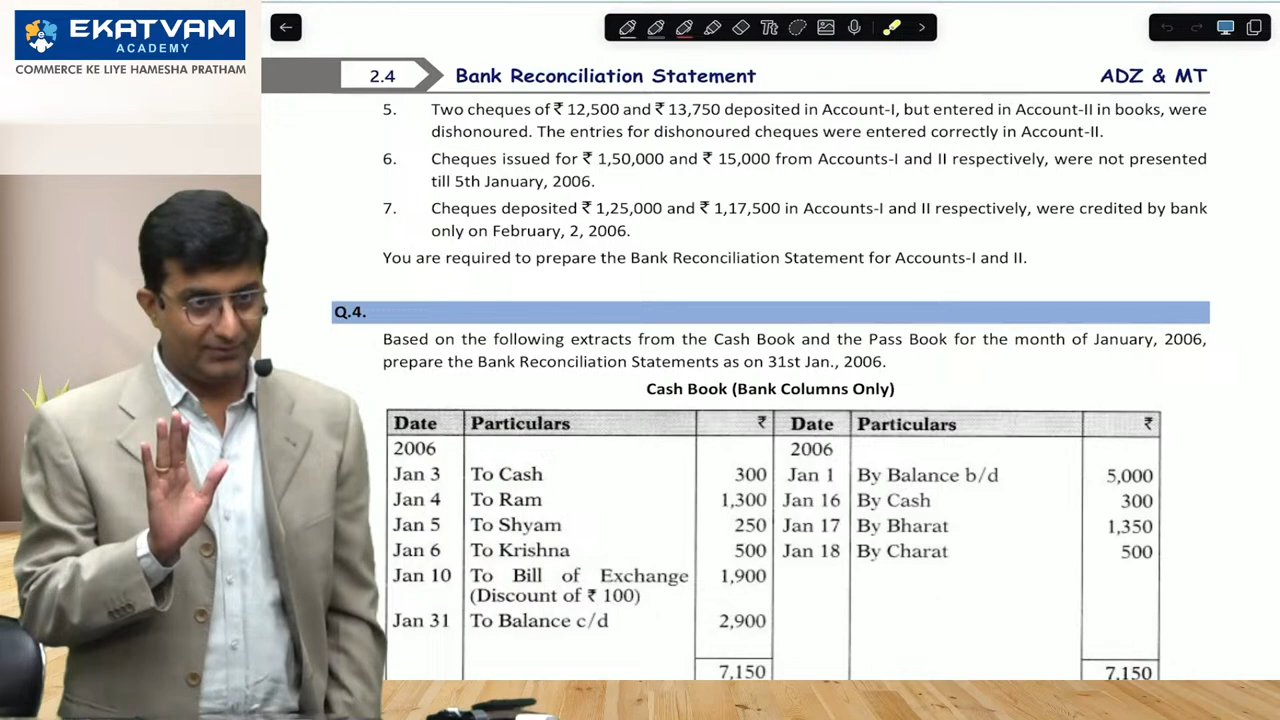 EKATVAM
ACADEMY
COMMERCE KE LIYE HAMESHA PRATHAM
Tt
2.4 Bank Reconciliation Statement ADZ & MT
5. Two cheques of ₹ 12,500 and ₹ 13,750 deposited in Account-I, but entered in Account-II in books, were
dishonoured. The entries for dishonoured cheques were entered correctly in Account-II.
6. Cheques issued for ₹ 1,50,000 and ₹ 15,000 from Accounts-I and II respectively, were not presented
till 5th January, 2006.
7. Cheques deposited ₹ 1,25,000 and ₹ 1,17,500 in Accounts-I and II respectively, were credited by bank
only on February, 2, 2006.
You are required to prepare the Bank Reconciliation Statement for Accounts-I and II.
Q.4.
Based on the following extracts from the Cash Book and the Pass Book for the month of January, 2006,
prepare the Bank Reconciliation Statements as on 31st Jan., 2006.
Cash Book (Bank Columns Only)
Date Particulars ₹ Date Particulars ₹
2006 2006
Jan 3 To Cash 300 Jan 1 By Balance b/d 5,000
Jan 4 To Ram 1,300 Jan 16 By Cash 300
Jan 5 To Shyam 250 Jan 17 By Bharat 1,350
Jan 6 To Krishna 500 Jan 18 By Charat 500
Jan 10 To Bill of Exchange 1,900
(Discount of ₹ 100)
Jan 31 To Balance c/d 2,900
7,150 7,150